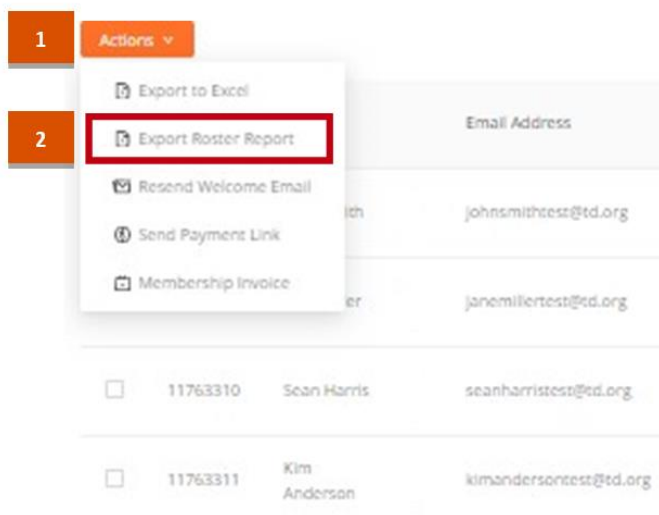 1 Actions
Export to Excel
Email Address
2 Export Roster Report
Resend Welcome Email
ith johnsmithtest@td.org
Send Payment Link
Membership Invoice
er janemillertest@td.org
11763310 Sean Harris seanharristest@td.org
11763311 Kim
Anderson kimandersontest@td.org